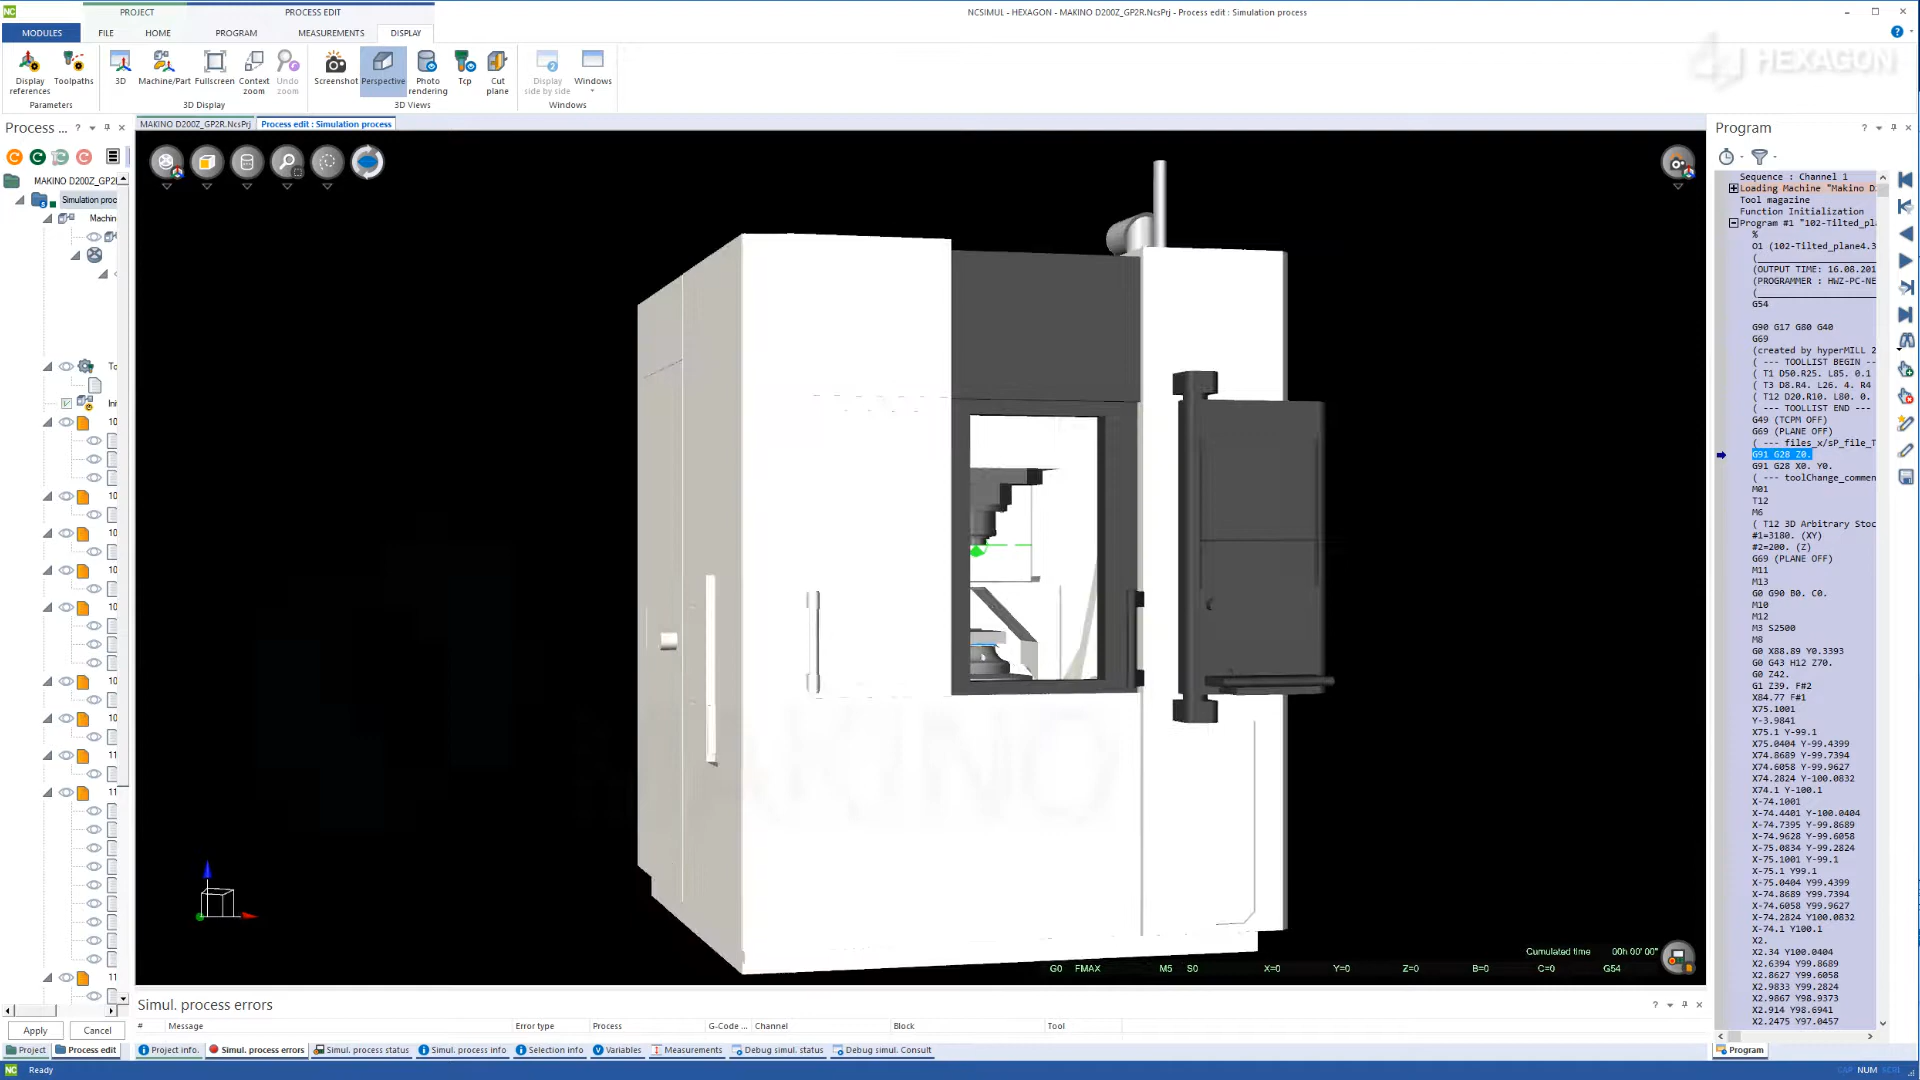 PROJECT
PROCESS EDIT
NCSIMUL - HEXAGON - MAKINO D200Z_GP2R.NcsPrj - Process edit : Simulation process
MODULES
FILE
HOME
PROGRAM
MEASUREMENTS
DISPLAY
Display references
Toolpaths
Parameters
3D
Machine/Part
Fullscreen
Context zoom
Undo zoom
3D Display
Screenshot
Perspective
Photo rendering
Tcp
Cut plane
3D Views
Display side by side
Windows
Windows
HEXAGON
Process ...
MAKINO D200Z_GP2R.NcsPrj
Process edit : Simulation process
Program
MAKINO D200Z_GP2
Simulation proc
Machin
To
Ini
10
10
10
10
10
10
10
11
11
11
Apply
Cancel
Project
Process edit
MAKINO
Cumulated time 00h 00' 00"
G0 FMAX M5 S0 X=0 Y=0 Z=0 B=0 C=0 G54
Sequence : Channel 1
Loading Machine "Makino D
Tool magazine
Function Initialization
Program #1 "102-Tilted_pl
%
O1 (102-Tilted_plane4.3
(
(OUTPUT TIME: 16.08.201
(PROGRAMMER : HWZ-PC-NE
(
G54
G90 G17 G80 G40
G69
(created by hyperMILL 2
( --- TOOLLIST BEGIN --
( T1 D50.R25. L85. 0.1
( T3 D8.R4. L26. 4. R4
( T12 D20.R10. L80. 0.
( --- TOOLLIST END ---
G49 (TCPM OFF)
G69 (PLANE OFF)
( --- files_x/sP_file_T
G91 G28 Z0.
G91 G28 X0. Y0.
( --- toolChange_commen
M01
T12
M6
( T12 3D Arbitrary Stoc
#1=3180. (XY)
#2=200. (Z)
G69 (PLANE OFF)
M11
M13
G0 G90 B0. C0.
M10
M12
M3 S2500
M8
G0 X88.89 Y0.3393
G0 G43 H12 Z70.
G0 Z42.
G1 Z39. F#2
X84.77 F#1
X75.1001
Y-3.9841
X75.1 Y-99.1
X75.0404 Y-99.4399
X74.8689 Y-99.7394
X74.6058 Y-99.9627
X74.2824 Y-100.0832
X74.1 Y-100.1
X-74.1001
X-74.4401 Y-100.0404
X-74.7395 Y-99.8689
X-74.9628 Y-99.6058
X-75.0834 Y-99.2824
X-75.1001 Y-99.1
X-75.1 Y99.1
X-75.0404 Y99.4399
X-74.8689 Y99.7394
X-74.6058 Y99.9627
X-74.2824 Y100.0832
X-74.1 Y100.1
X2.
X2.34 Y100.0404
X2.6394 Y99.8689
X2.8627 Y99.6058
X2.9833 Y99.2824
X2.9867 Y98.9373
X2.914 Y98.6941
X2.2475 Y97.0457
Program
Simul. process errors
# Message Error type Process G-Code ... Channel Block Tool
Project info.
Simul. process errors
Simul. process status
Simul. process info
Selection info
Variables
Measurements
Debug simul. status
Debug simul. Consult
Ready
CAP NUM SCRL